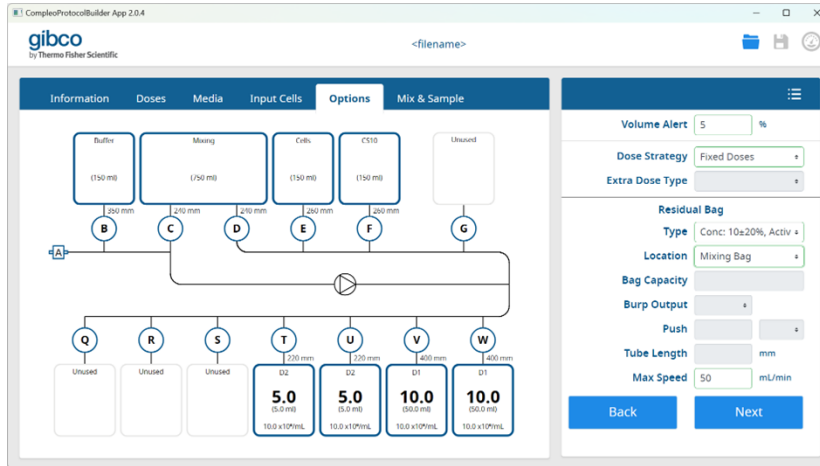 CompleoProtocolBuilder App 2.0.4
gibco
by Thermo Fisher Scientific
<filename>
Information Doses Media Input Cells Options Mix & Sample
Buffer Mixing Cells CS10 Unused
(150 ml) (750 ml) (150 ml) (150 ml)
350 mm 240 mm 240 mm 260 mm 260 mm
B C D E F G
A
Q R S T U V W
220 mm 220 mm 400 mm 400 mm
Unused Unused Unused D2 D2 D1 D1
5.0 5.0 10.0 10.0
(5.0 ml) (5.0 ml) (50.0 ml) (50.0 ml)
10.0 x10⁶/mL 10.0 x10⁶/mL 10.0 x10⁶/mL 10.0 x10⁶/mL
Volume Alert 5 %
Dose Strategy Fixed Doses
Extra Dose Type
Residual Bag
Type Conc: 10±20%, Activ
Location Mixing Bag
Bag Capacity
Burp Output
Push
Tube Length mm
Max Speed 50 mL/min
Back Next